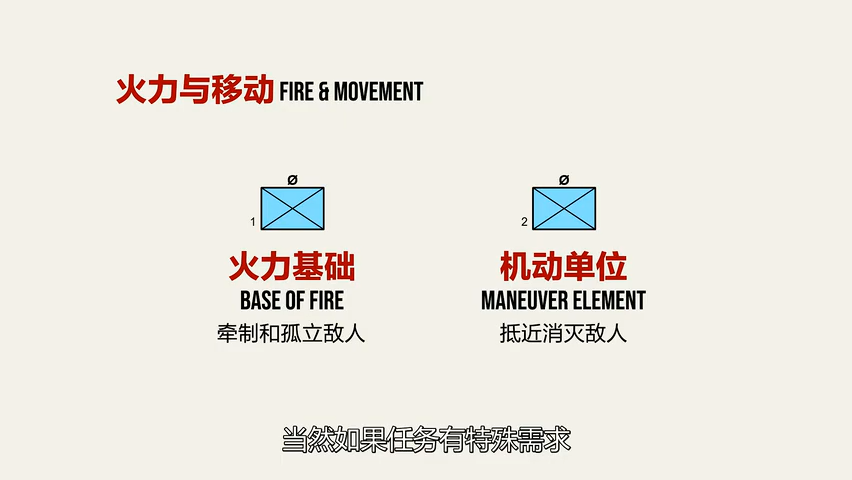 火力与移动 FIRE & MOVEMENT
Ø
Ø
1
2
火力基础
机动单位
BASE OF FIRE
MANEUVER ELEMENT
牵制和孤立敌人
抵近消灭敌人
当然如果任务有特殊需求